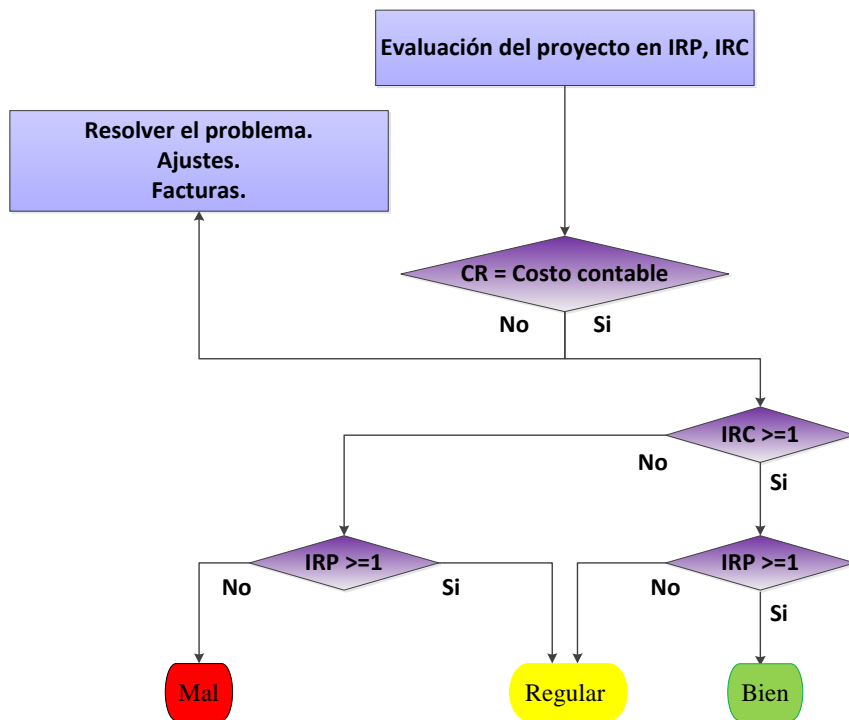 Evaluación del proyecto en IRP, IRC
Resolver el problema.
Ajustes.
Facturas.
CR = Costo contable
No
Si
IRC >=1
No
Si
IRP >=1
No
Si
IRP >=1
No
Si
Mal
Regular
Bien